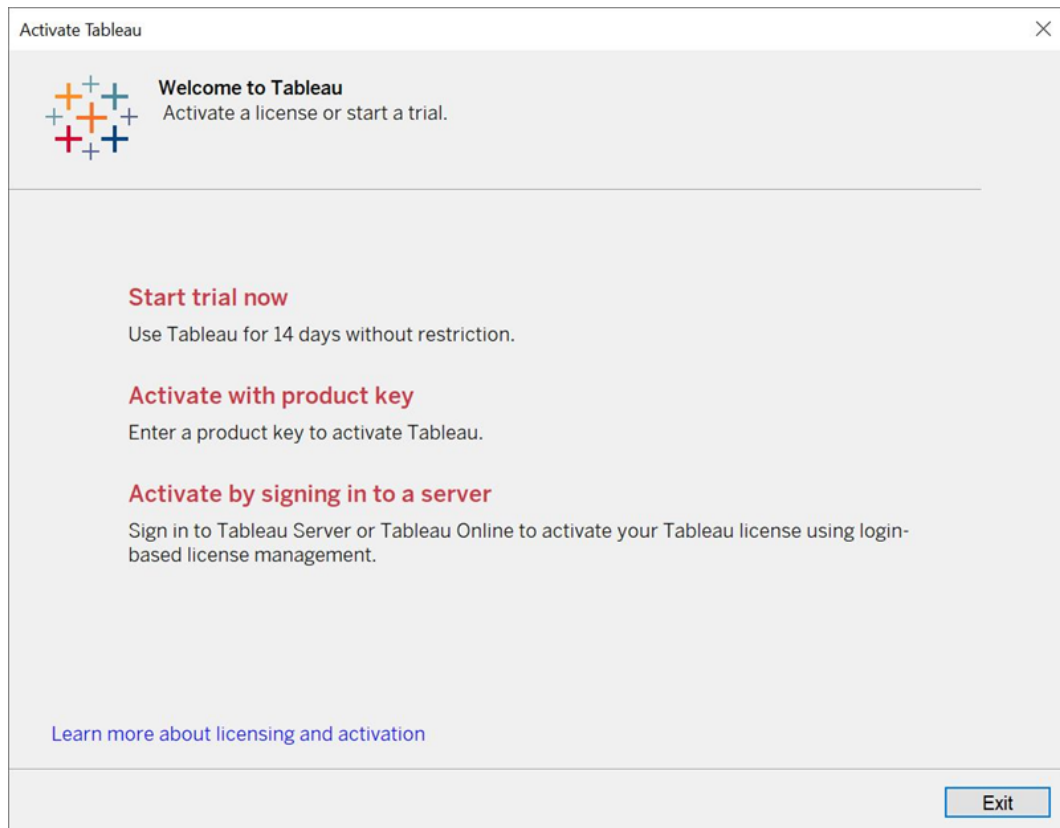 Activate Tableau
Welcome to Tableau
Activate a license or start a trial.
Start trial now
Use Tableau for 14 days without restriction.
Activate with product key
Enter a product key to activate Tableau.
Activate by signing in to a server
Sign in to Tableau Server or Tableau Online to activate your Tableau license using login-
based license management.
Learn more about licensing and activation
Exit